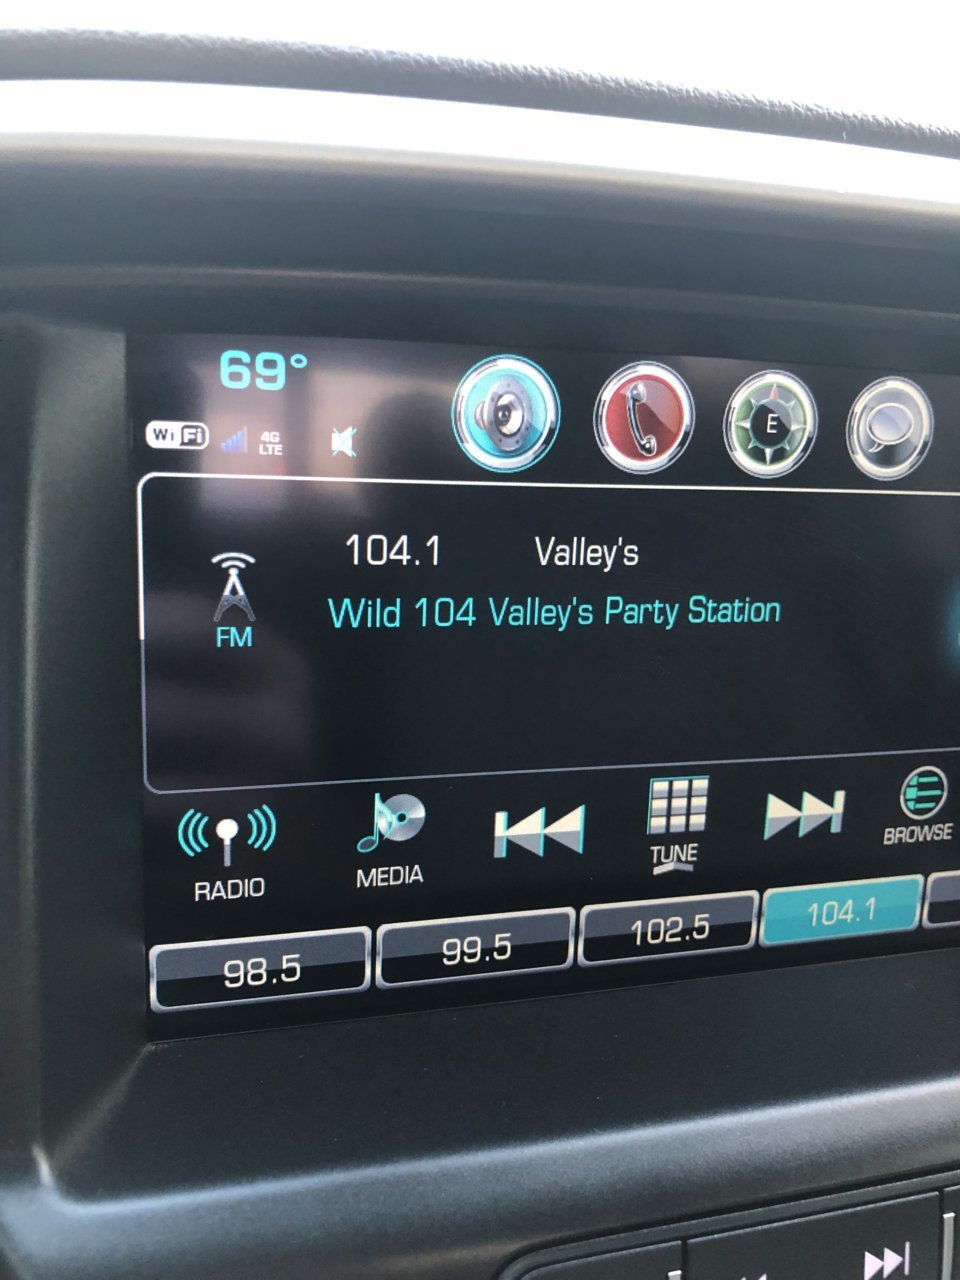 69°
WiFi 4G
LTE
E
104.1 Valley's
Wild 104 Valley's Party Station
FM
RADIO
MEDIA
TUNE
BROWSE
98.5
99.5
102.5
104.1